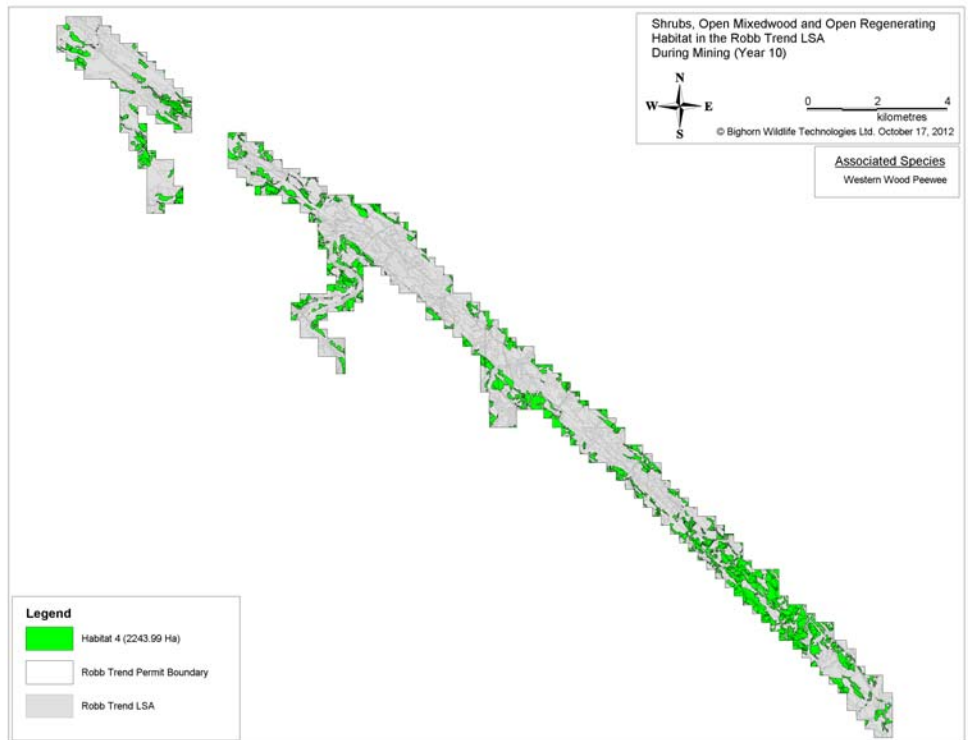 Shrubs, Open Mixedwood and Open Regenerating
Habitat in the Robb Trend LSA
During Mining (Year 10)
N
W E
S
0 2 4
kilometres
© Bighorn Wildlife Technologies Ltd. October 17, 2012
Associated Species
Western Wood Peewee
Legend
Habitat 4 (2243.99 Ha)
Robb Trend Permit Boundary
Robb Trend LSA